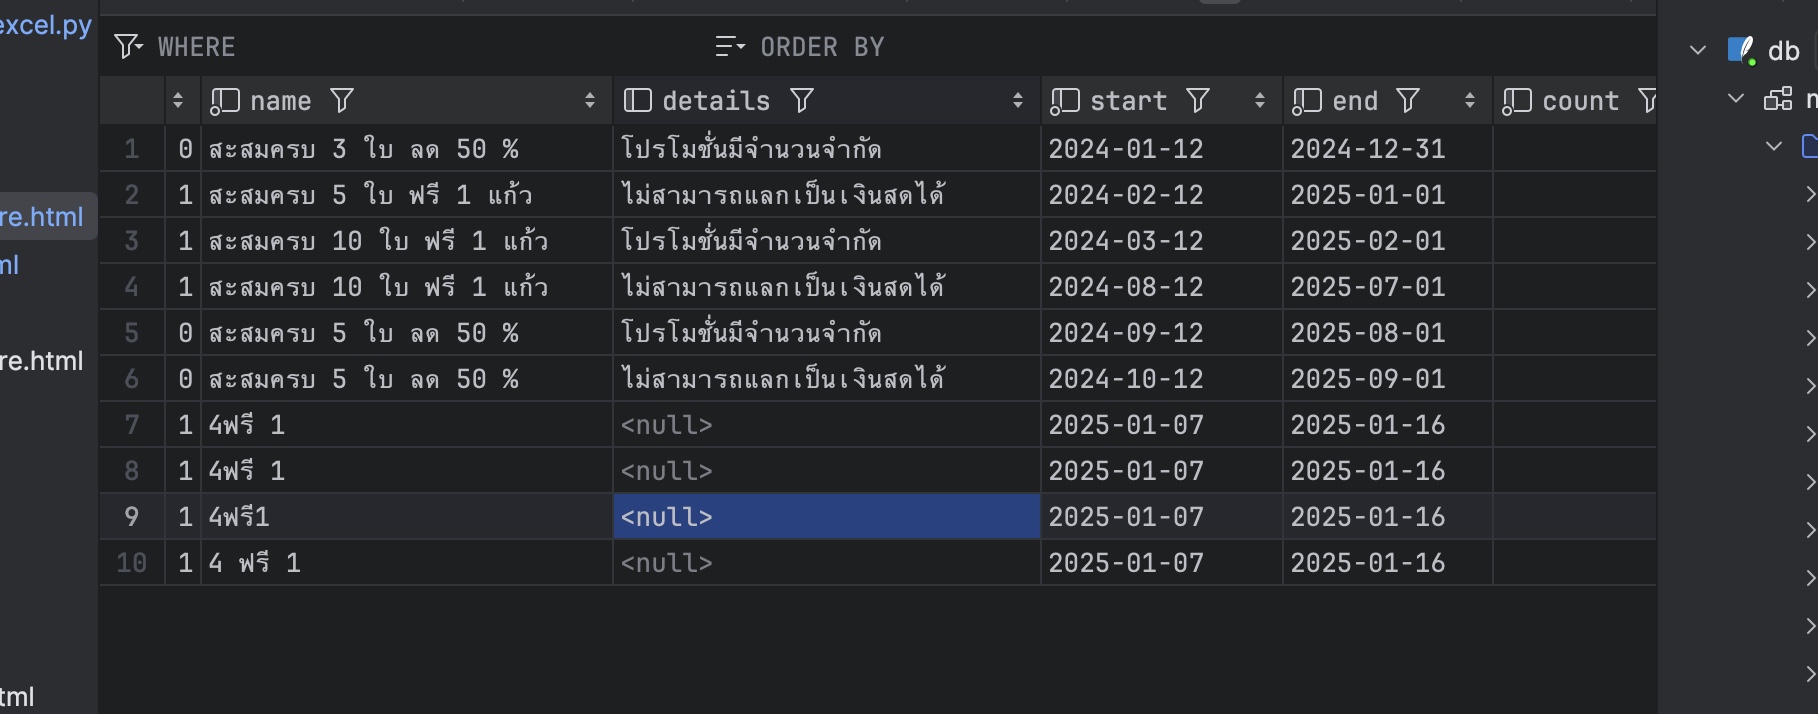 excel.py
WHERE ORDER BY
db
name details start end count
1 0 สะสมครบ 3 ใบ ลด 50 % โปรโมชั่นมีจำนวนจำกัด 2024-01-12 2024-12-31
2 1 สะสมครบ 5 ใบ ฟรี 1 แก้ว ไม่สามารถแลกเป็นเงินสดได้ 2024-02-12 2025-01-01
re.html
3 1 สะสมครบ 10 ใบ ฟรี 1 แก้ว โปรโมชั่นมีจำนวนจำกัด 2024-03-12 2025-02-01
ml
4 1 สะสมครบ 10 ใบ ฟรี 1 แก้ว ไม่สามารถแลกเป็นเงินสดได้ 2024-08-12 2025-07-01
5 0 สะสมครบ 5 ใบ ลด 50 % โปรโมชั่นมีจำนวนจำกัด 2024-09-12 2025-08-01
re.html
6 0 สะสมครบ 5 ใบ ลด 50 % ไม่สามารถแลกเป็นเงินสดได้ 2024-10-12 2025-09-01
7 1 4ฟรี 1 <null> 2025-01-07 2025-01-16
8 1 4ฟรี 1 <null> 2025-01-07 2025-01-16
9 1 4ฟรี1 <null> 2025-01-07 2025-01-16
10 1 4 ฟรี 1 <null> 2025-01-07 2025-01-16
tml